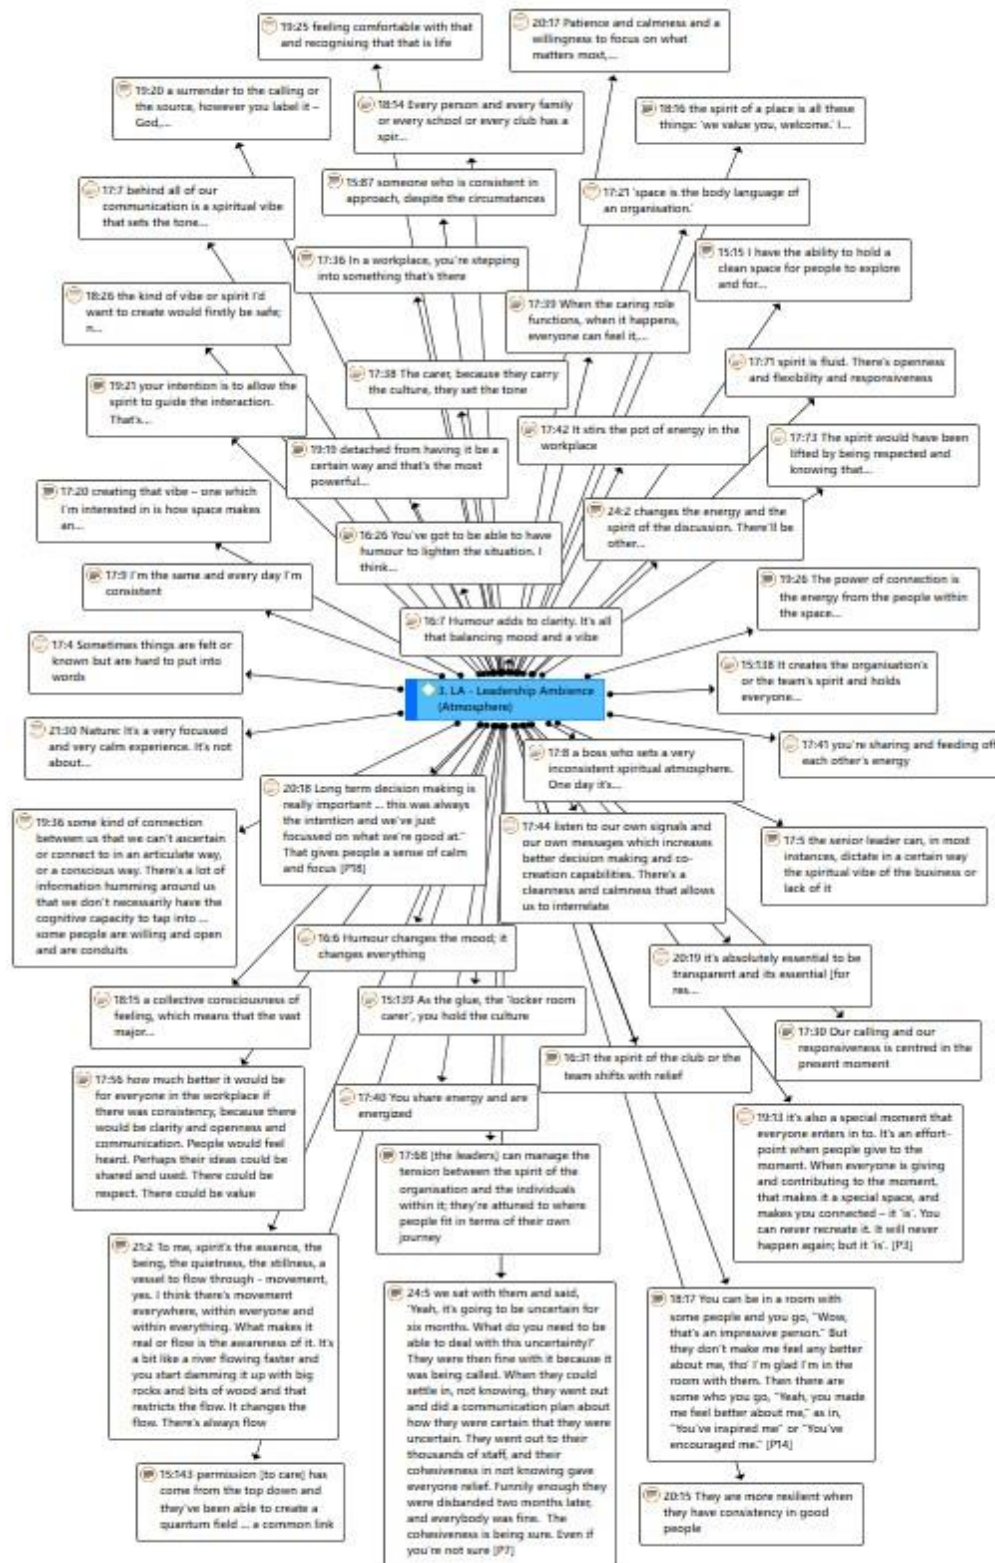 19:25 feeling comfortable with that
and recognising that that is life
20:17 Patience and calmness and a
willingness to focus on what
matters most,...
19:20 a surrender to the calling or
the source, however you label it –
God,...
18:14 Every person and every family
or every school or every club has a
spir...
18:16 the spirit of a place is all these
things: 'we value you, welcome.' I...
17:7 behind all of our
communication is a spiritual vibe
that sets the tone...
15:87 someone who is consistent in
approach, despite the circumstances
17:21 'space is the body language of
an organisation.'
17:36 In a workplace, you're stepping
into something that's there
15:15 I have the ability to hold a
clean space for people to explore
and for...
18:26 the kind of vibe or spirit I'd
want to create would firstly be safe;
n...
17:39 When the caring role
functions, when it happens,
everyone can feel it,...
17:71 spirit is fluid. There's openness
and flexibility and responsiveness
19:21 your intention is to allow the
spirit to guide the interaction.
That's...
17:38 The carer, because they carry
the culture, they set the tone
17:42 It stirs the pot of energy in the
workplace
17:73 The spirit would have been
lifted by being respected and
knowing that...
19:19 detached from having it be a
certain way and that's the most
powerful...
17:20 creating that vibe – one which
I'm interested in is how space makes
an...
24:2 changes the energy and the
spirit of the discussion. There'll be
other...
16:26 You've got to be able to have
humour to lighten the situation. I
think...
17:9 I'm the same and every day I'm
consistent
19:26 The power of connection is
the energy from the people within
the space...
16:7 Humour adds to clarity. It's all
that balancing mood and a vibe
17:4 Sometimes things are felt or
known but are hard to put into
words
15:138 It creates the organisation's
or the team's spirit and holds
everyone...
3. LA - Leadership Ambience
(Atmosphere)
21:30 Nature: It's a very focussed
and very calm experience. It's not
about...
17:8 a boss who sets a very
inconsistent spiritual atmosphere.
One day it's...
17:41 you're sharing and feeding off
each other's energy
20:18 Long term decision making is
really important ... this was always
the intention and we've just
focussed on what we're good at."
That gives people a sense of calm
and focus [P16]
19:36 some kind of connection
between us that we can't ascertain
or connect to in an articulate way,
or a conscious way. There's a lot of
information humming around us
that we don't necessarily have the
cognitive capacity to tap into ...
some people are willing and open
and are conduits
17:44 listen to our own signals and
our own messages which increases
better decision making and co-
creation capabilities. There's a
cleanness and calmness that allows
us to interrelate
17:5 the senior leader can, in most
instances, dictate in a certain way
the spiritual vibe of the business or
lack of it
16:6 Humour changes the mood; it
changes everything
20:19 it's absolutely essential to be
transparent and its essential [for
res...
18:15 a collective consciousness of
feeling, which means that the vast
major...
15:139 As the glue, the 'locker room
carer', you hold the culture
17:30 Our calling and our
responsiveness is centred in the
present moment
16:31 the spirit of the club or the
team shifts with relief
17:56 how much better it would be
for everyone in the workplace if
there was consistency, because there
would be clarity and openness and
communication. People would feel
heard. Perhaps their ideas could be
shared and used. There could be
respect. There could be value
17:40 You share energy and are
energized
19:13 it's also a special moment that
everyone enters in to. It's an effort-
point when people give to the
moment. When everyone is giving
and contributing to the moment,
that makes it a special space, and
makes you connected – it 'is'. You
can never recreate it. It will never
happen again; but it 'is'. [P3]
17:68 [the leaders] can manage the
tension between the spirit of the
organisation and the individuals
within it; they're attuned to where
people fit in terms of their own
journey
21:2 To me, spirit's the essence, the
being, the quietness, the stillness, a
vessel to flow through – movement,
yes. I think there's movement
everywhere, within everyone and
within everything. What makes it
real or flow is the awareness of it. It's
a bit like a river flowing faster and
you start damming it up with big
rocks and bits of wood and that
restricts the flow. It changes the
flow. There's always flow
24:5 we sat with them and said,
'Yeah, it's going to be uncertain for
six months. What do you need to be
able to deal with this uncertainty?'
They were then fine with it because it
was being called. When they could
settle in, not knowing, they went out
and did a communication plan about
how they were certain that they were
uncertain. They went out to their
thousands of staff, and their
cohesiveness in not knowing gave
everyone relief. Funnily enough they
were disbanded two months later,
and everybody was fine. The
cohesiveness is being sure. Even if
you're not sure [P7]
18:17 You can be in a room with
some people and you go, "Wow,
that's an impressive person." But
they don't make me feel any better
about me, tho' I'm glad I'm in the
room with them. Then there are
some who you go, "Yeah, you made
me feel better about me," as in,
"You've inspired me" or "You've
encouraged me." [P14]
15:143 permission [to care] has
come from the top down and
they've been able to create a
quantum field ... a common link
20:15 They are more resilient when
they have consistency in good
people